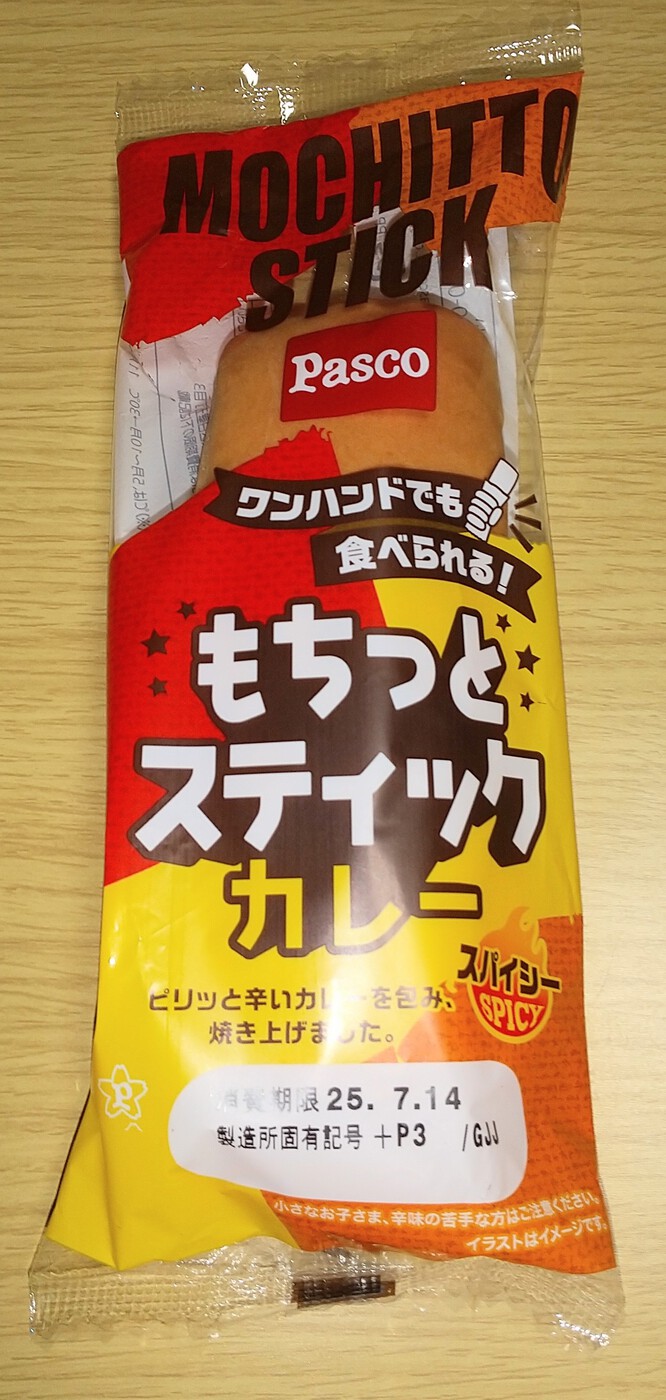 MOCHITTO
STICK
Pasco
ワンハンドでも
食べられる!
もちっと
スティック
カレー
スパイシー
SPICY
ピリッと辛いカレーを包み、
焼き上げました。
P
消費期限 25. 7.14
製造所固有記号 +P3 /GJJ
小さなお子さま、辛味の苦手な方はご注意ください。
イラストはイメージです。